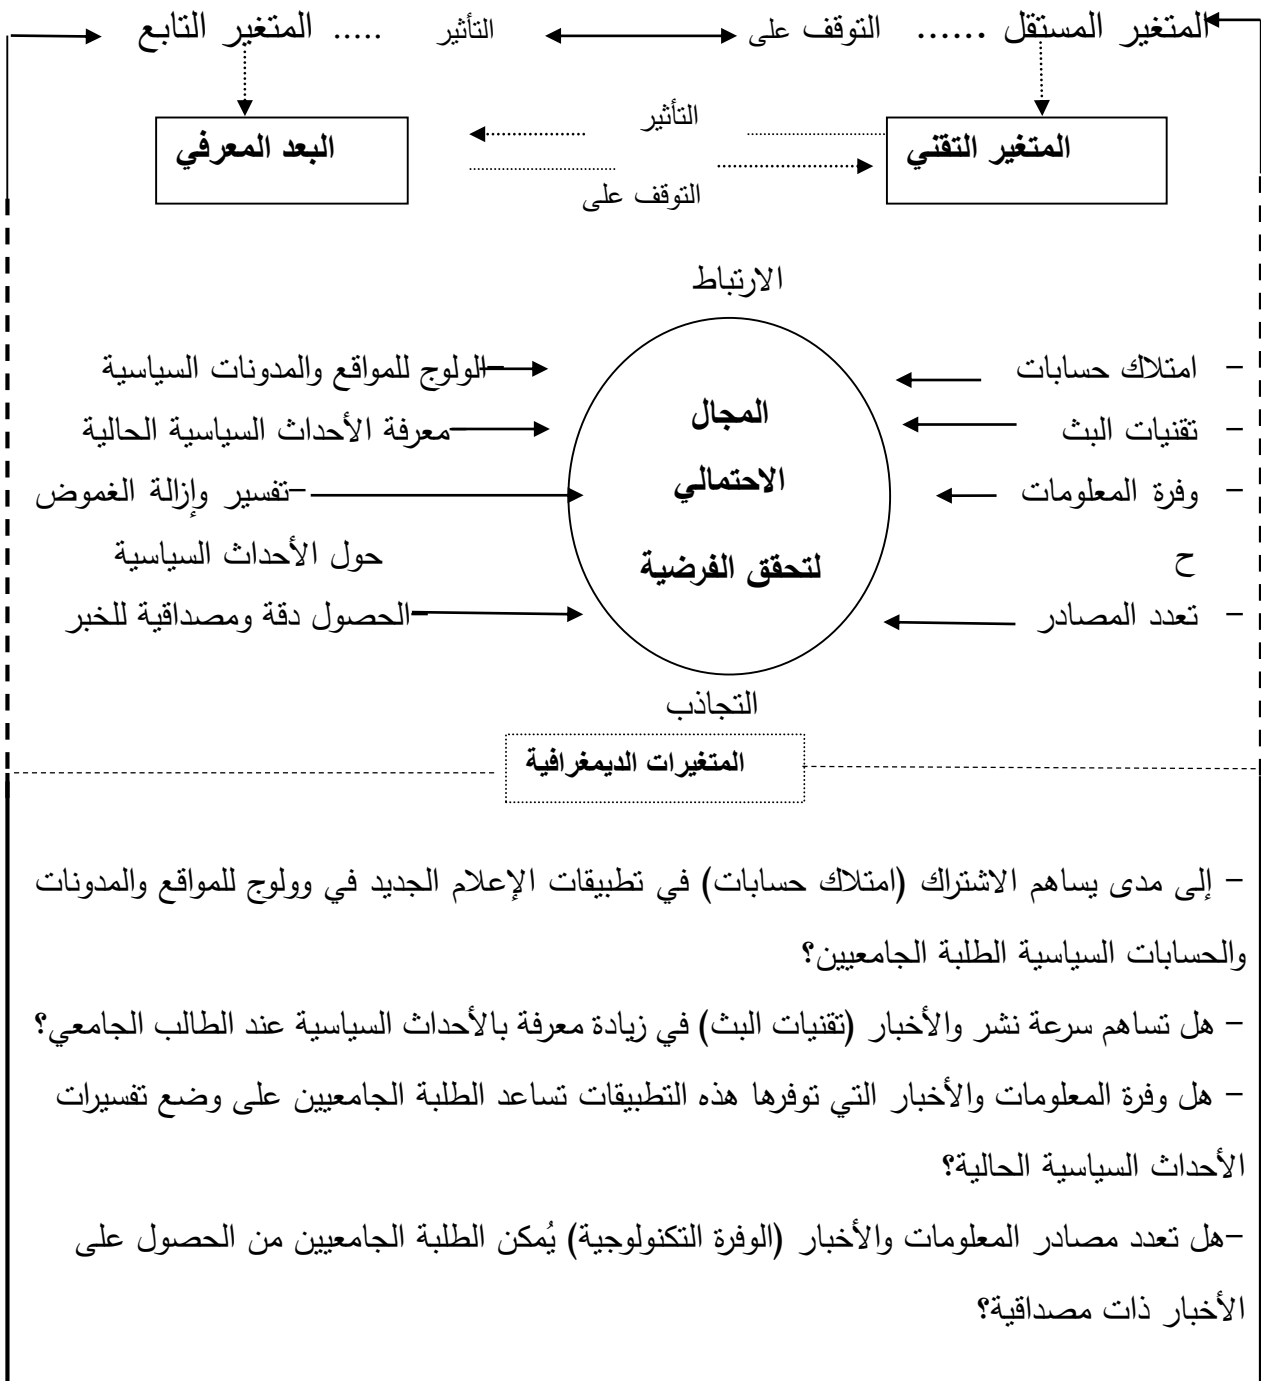 المتغير المستقل ...... التوقف على التأثير ..... المتغير التابع
التأثير
المتغير التقني البعد المعرفي
التوقف على
الارتباط
- امتلاك حسابات
- تقنيات البث
- وفرة المعلومات
ح
- تعدد المصادر
المجال
الاحتمالي
لتحقق الفرضية
-الولوج للمواقع والمدونات السياسية
-معرفة الأحداث السياسية الحالية
-تفسير وإزالة الغموض
حول الأحداث السياسية
-الحصول دقة ومصداقية للخبر
التجاذب
المتغيرات الديمغرافية
- إلى مدى يساهم الاشتراك (امتلاك حسابات) في تطبيقات الإعلام الجديد في وولوج للمواقع والمدونات
والحسابات السياسية الطلبة الجامعيين؟
- هل تساهم سرعة نشر والأخبار (تقنيات البث) في زيادة معرفة بالأحداث السياسية عند الطالب الجامعي؟
- هل وفرة المعلومات والأخبار التي توفرها هذه التطبيقات تساعد الطلبة الجامعيين على وضع تفسيرات
الأحداث السياسية الحالية؟
-هل تعدد مصادر المعلومات والأخبار (الوفرة التكنولوجية) يُمكن الطلبة الجامعيين من الحصول على
الأخبار ذات مصداقية؟